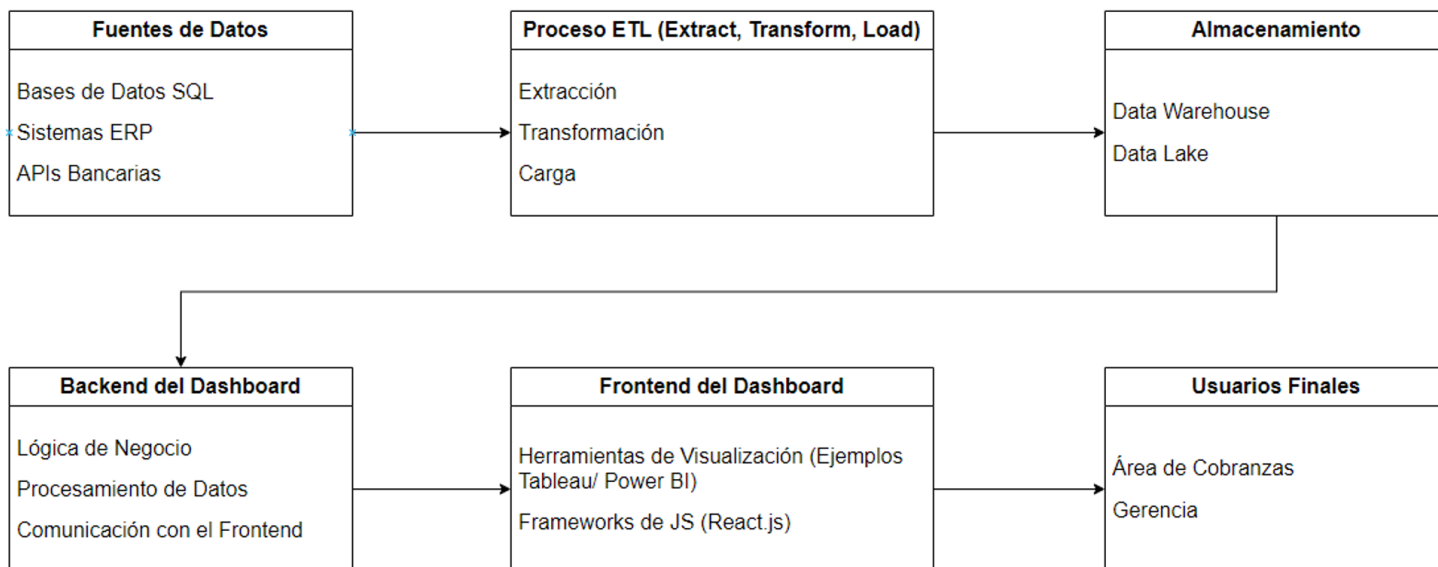 Fuentes de Datos
Bases de Datos SQL
Sistemas ERP
APIs Bancarias
Proceso ETL (Extract, Transform, Load)
Extracción
Transformación
Carga
Almacenamiento
Data Warehouse
Data Lake
Backend del Dashboard
Lógica de Negocio
Procesamiento de Datos
Comunicación con el Frontend
Frontend del Dashboard
Herramientas de Visualización (Ejemplos
Tableau/ Power BI)
Frameworks de JS (React.js)
Usuarios Finales
Área de Cobranzas
Gerencia